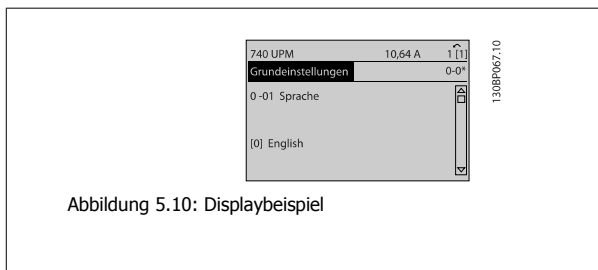 740 UPM 10,64 A 1 [1]
Grundeinstellungen 0-0*
0 -01 Sprache
[0] English
130BP067.10
Abbildung 5.10: Displaybeispiel